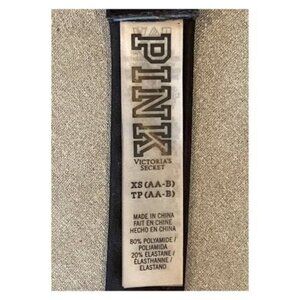 PINK
VICTORIA'S
SECRET
XS (AA-B)
TP (AA-B)
MADE IN CHINA
FAIT EN CHINE
HECHO EN CHINA
80% POLYAMIDE /
POLIAMIDA
20% ELASTANE /
ÉLASTHANNE /
ELASTANO